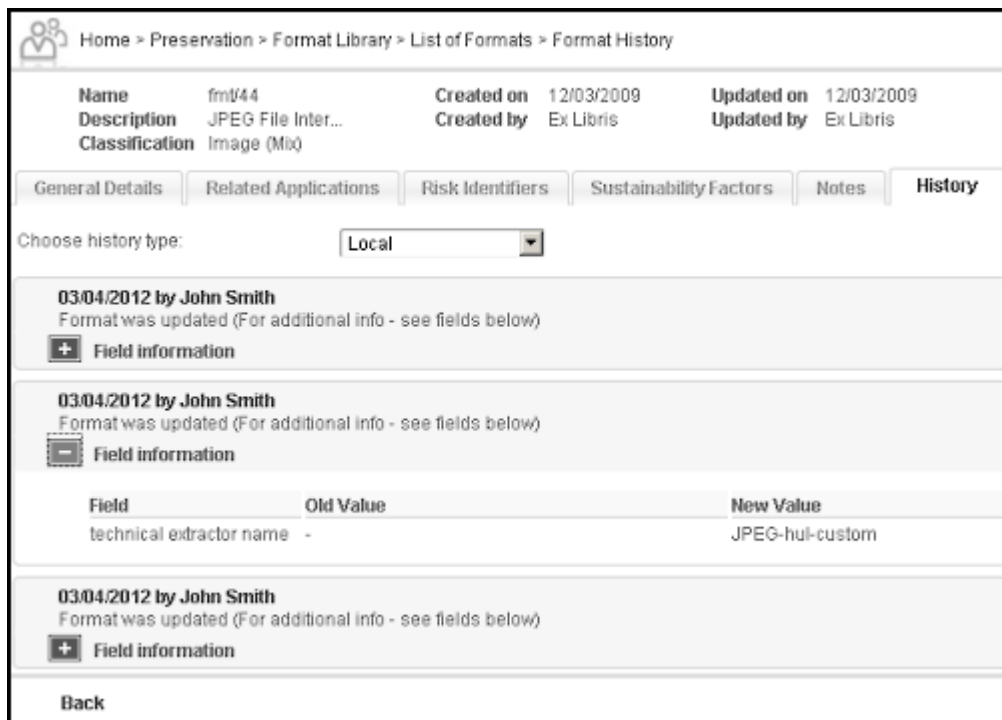 Home > Preservation > Format Library > List of Formats > Format History
Name fmt/44 Created on 12/03/2009 Updated on 12/03/2009
Description JPEG File Inter... Created by Ex Libris Updated by Ex Libris
Classification Image (Mix)
General Details Related Applications Risk Identifiers Sustainability Factors Notes History
Choose history type: Local
03/04/2012 by John Smith
Format was updated (For additional info - see fields below)
+ Field information
03/04/2012 by John Smith
Format was updated (For additional info - see fields below)
− Field information
Field Old Value New Value
technical extractor name - JPEG-hul-custom
03/04/2012 by John Smith
Format was updated (For additional info - see fields below)
+ Field information
Back